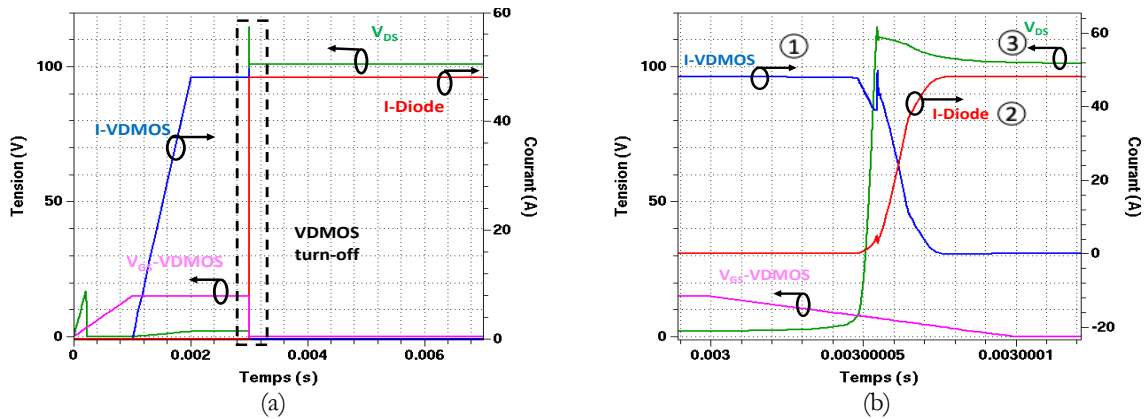 60
V_DS
100
I-VDMOS
I-Diode
Tension (V)
Courant (A)
40
50
20
VDMOS
turn-off
V_GS-VDMOS
0
0
0
0.002
0.004
0.006
Temps (s)
(a)
①
V_DS
60
③
100
I-VDMOS
40
I-Diode
②
Tension (V)
Courant (A)
50
20
0
V_GS-VDMOS
0
-20
0.003
0.00300005
0.0030001
Temps (s)
(b)